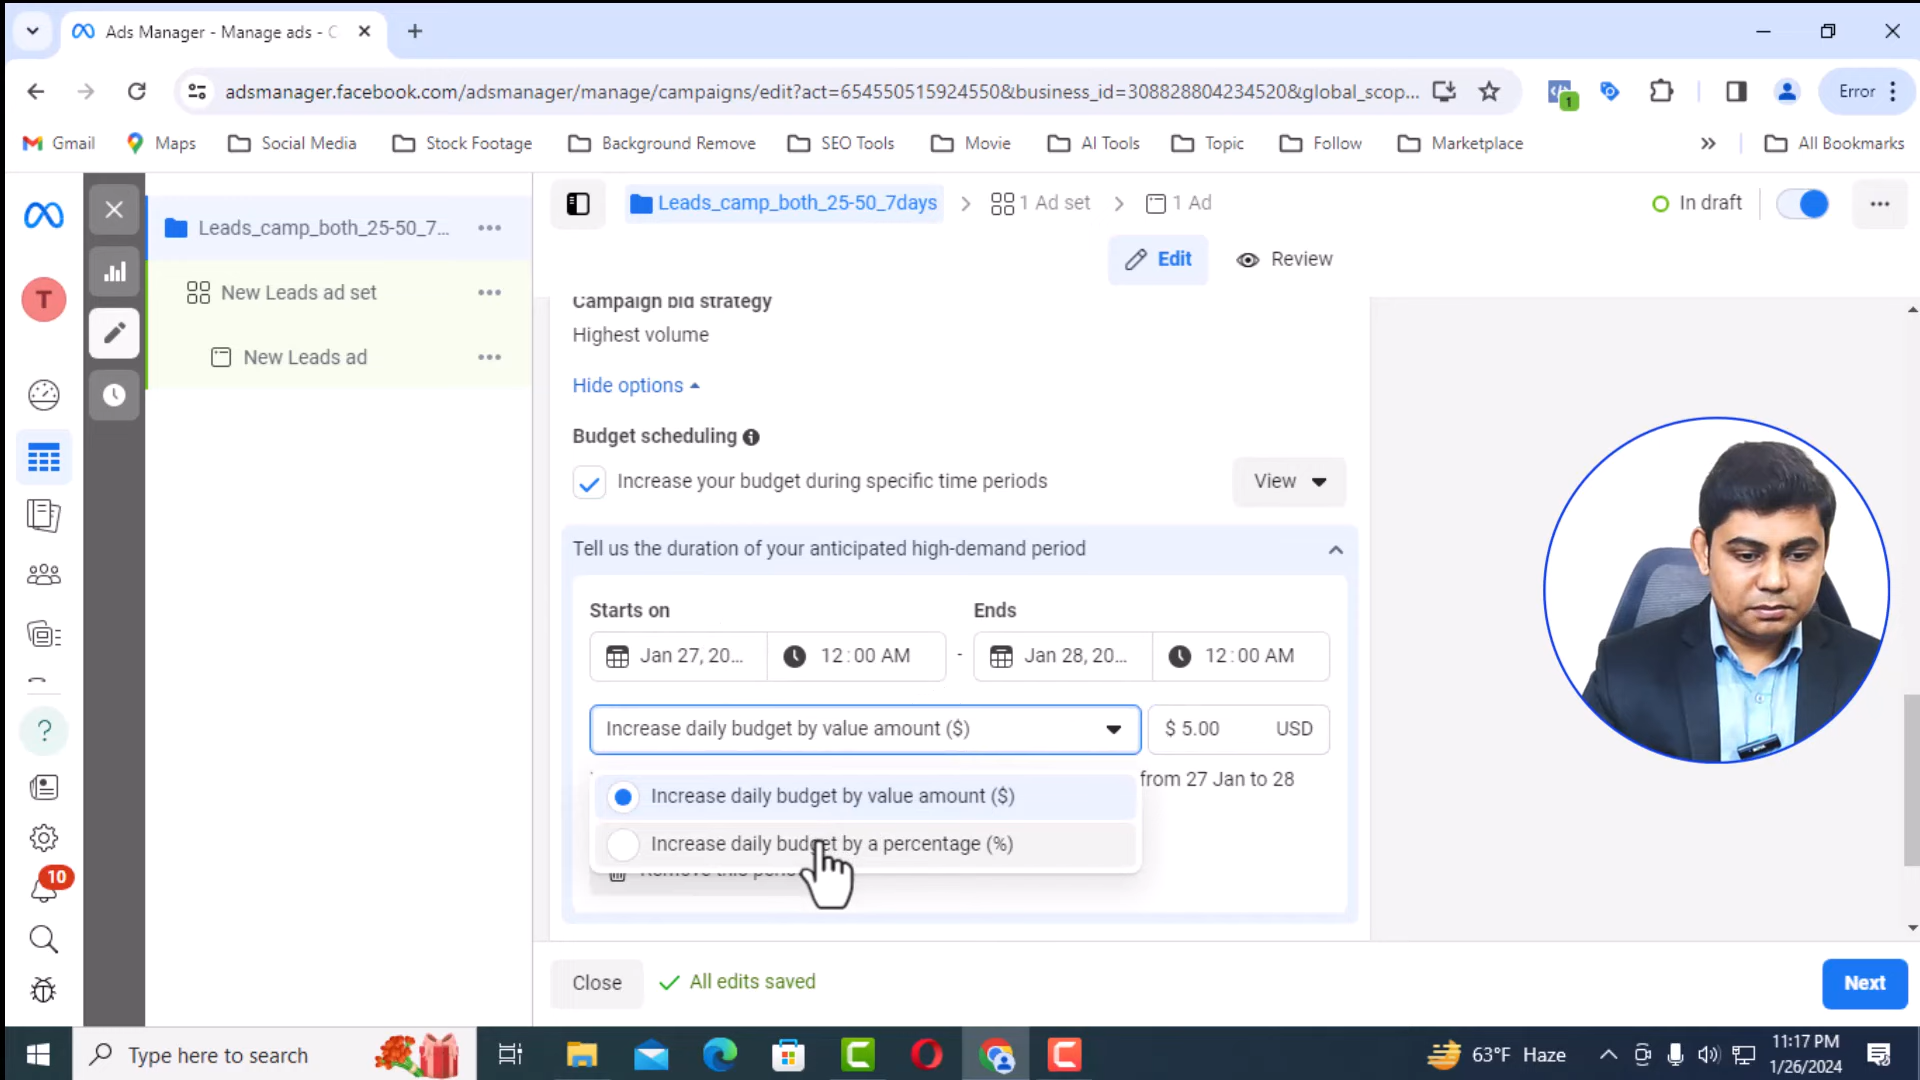 Ads Manager - Manage ads - C
adsmanager.facebook.com/adsmanager/manage/campaigns/edit?act=654550515924550&business_id=308828804234520&global_scop...
1
Error
Gmail
Maps
Social Media
Stock Footage
Background Remove
SEO Tools
Movie
AI Tools
Topic
Follow
Marketplace
All Bookmarks
Leads_camp_both_25-50_7...
New Leads ad set
New Leads ad
T
10
Leads_camp_both_25-50_7days
1 Ad set
1 Ad
In draft
Edit
Review
Campaign bid strategy
Highest volume
Hide options
Budget scheduling
Increase your budget during specific time periods
View
Tell us the duration of your anticipated high-demand period
Starts on
Ends
Jan 27, 20...
12:00 AM
-
Jan 28, 20...
12:00 AM
Increase daily budget by value amount ($)
$ 5.00
USD
from 27 Jan to 28
Increase daily budget by value amount ($)
Increase daily budget by a percentage (%)
Close
All edits saved
Next
Type here to search
63°F Haze
11:17 PM
1/26/2024